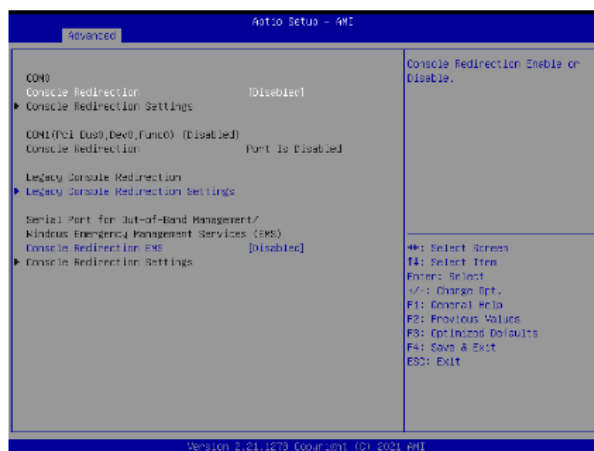 Aptio Setup - AMI
Advanced
COM0
Console Redirection [Disabled]
Console Redirection Settings
COM1(Pci Bus0,Dev0,Func0) (Disabled)
Console Redirection Port Is Disabled
Legacy Console Redirection
Legacy Console Redirection Settings
Serial Port for Out-of-Band Management/
Windows Emergency Management Services (EMS)
Console Redirection EMS [Disabled]
Console Redirection Settings
Console Redirection Enable or
Disable.
→←: Select Screen
↑↓: Select Item
Enter: Select
+/-: Change Opt.
F1: General Help
F2: Previous Values
F3: Optimized Defaults
F4: Save & Exit
ESC: Exit
Version 2.21.1278 Copyright (C) 2021 AMI